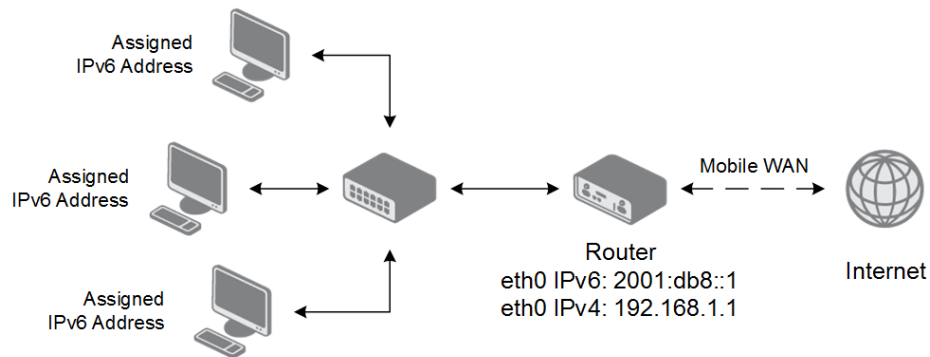 Assigned
IPv6 Address
Assigned
IPv6 Address
Mobile WAN
Router
eth0 IPv6: 2001:db8::1
eth0 IPv4: 192.168.1.1
Internet
Assigned
IPv6 Address